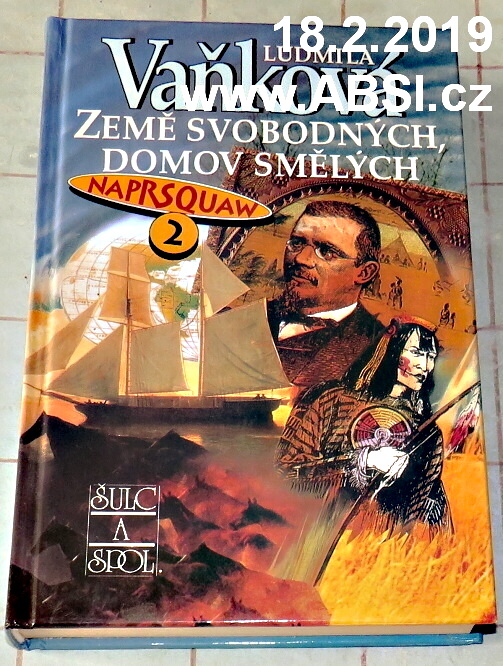 18.2.2019
LUDMILA
Vaňková
www.ABSI.cz
ZEMĚ SVOBODNÝCH,
DOMOV SMĚLÝCH
NAPRSQUAW
2
ŠULC
A
SPOL.